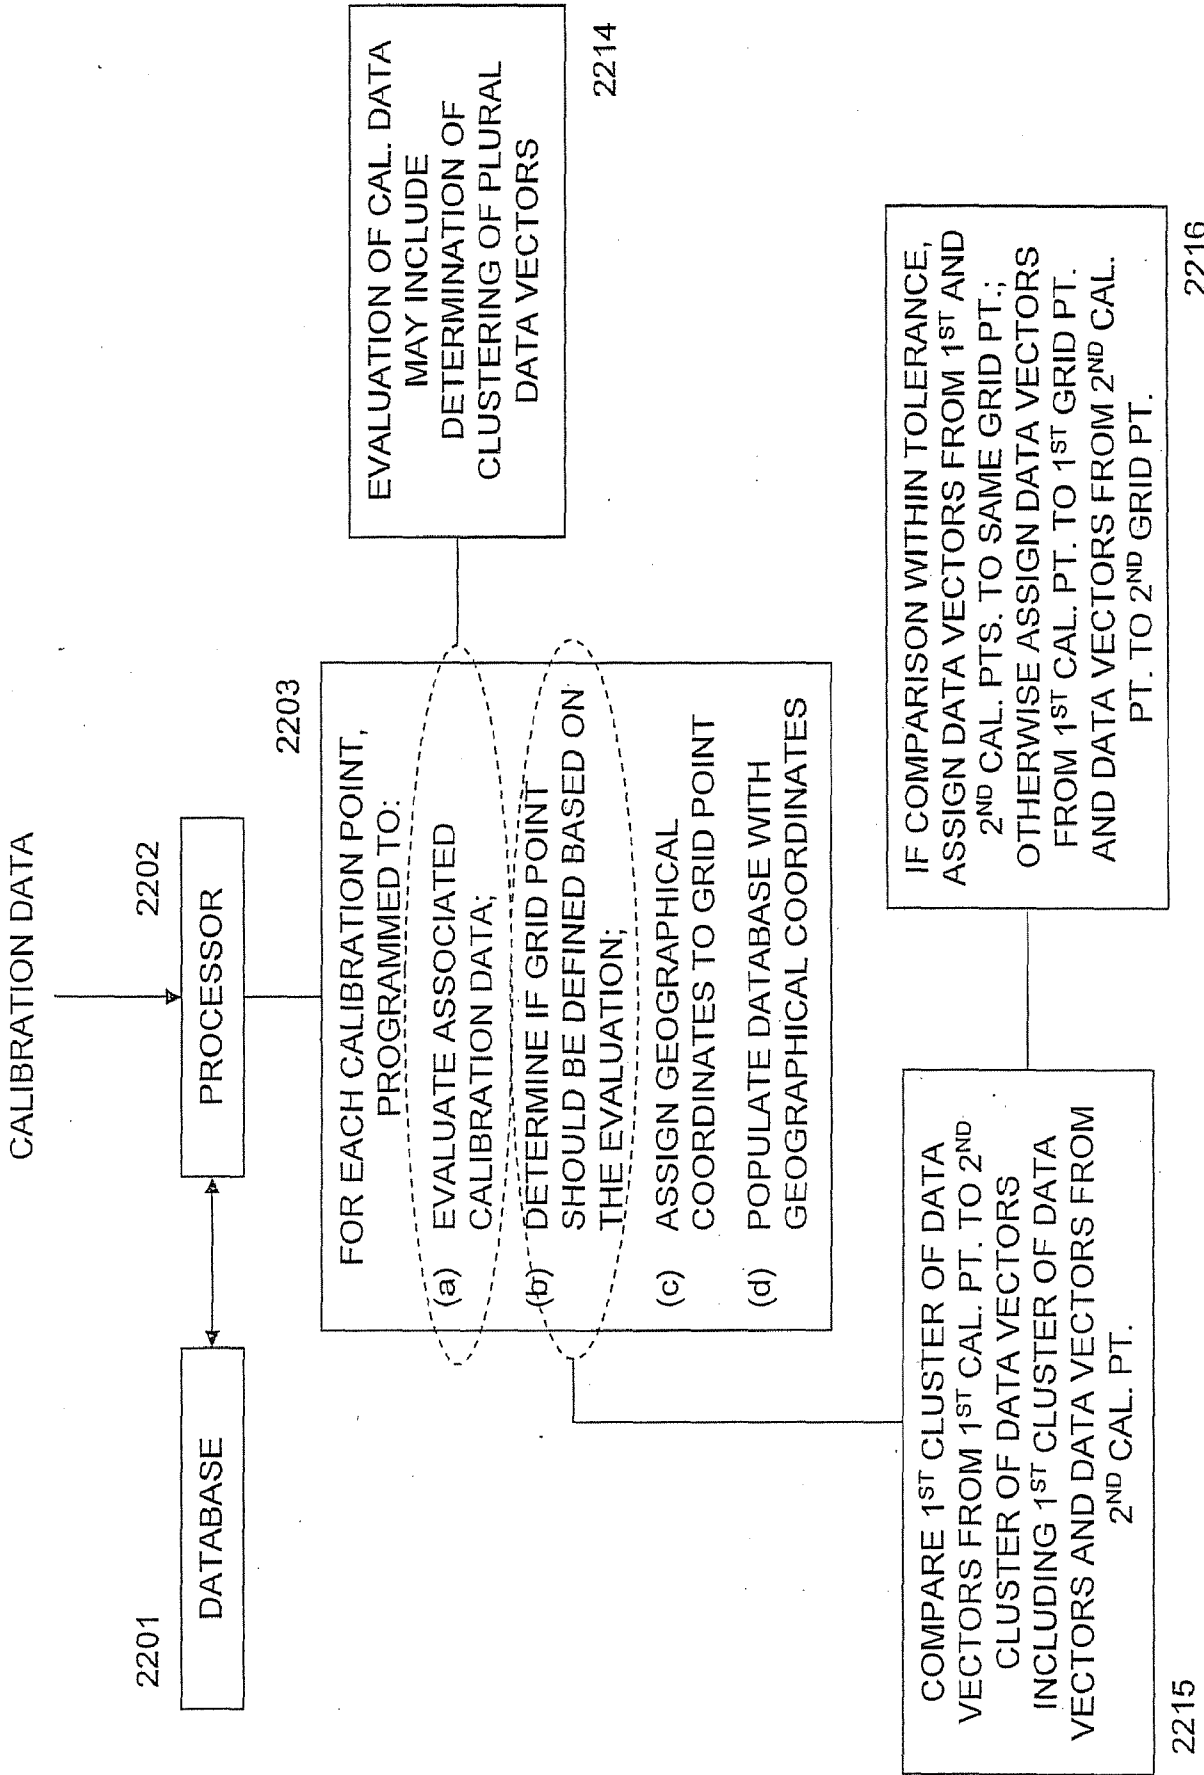 CALIBRATION DATA
2201
DATABASE
2202
PROCESSOR
2203
FOR EACH CALIBRATION POINT,
PROGRAMMED TO:
(a) EVALUATE ASSOCIATED
CALIBRATION DATA;
(b) DETERMINE IF GRID POINT
SHOULD BE DEFINED BASED ON
THE EVALUATION;
(c) ASSIGN GEOGRAPHICAL
COORDINATES TO GRID POINT
(d) POPULATE DATABASE WITH
GEOGRAPHICAL COORDINATES
EVALUATION OF CAL. DATA
MAY INCLUDE
DETERMINATION OF
CLUSTERING OF PLURAL
DATA VECTORS
2214
COMPARE 1ST CLUSTER OF DATA
VECTORS FROM 1ST CAL. PT. TO 2ND
CLUSTER OF DATA VECTORS
INCLUDING 1ST CLUSTER OF DATA
VECTORS AND DATA VECTORS FROM
2ND CAL. PT.
2215
IF COMPARISON WITHIN TOLERANCE,
ASSIGN DATA VECTORS FROM 1ST AND
2ND CAL. PTS. TO SAME GRID PT.;
OTHERWISE ASSIGN DATA VECTORS
FROM 1ST CAL. PT. TO 1ST GRID PT.
AND DATA VECTORS FROM 2ND CAL.
PT. TO 2ND GRID PT.
2216